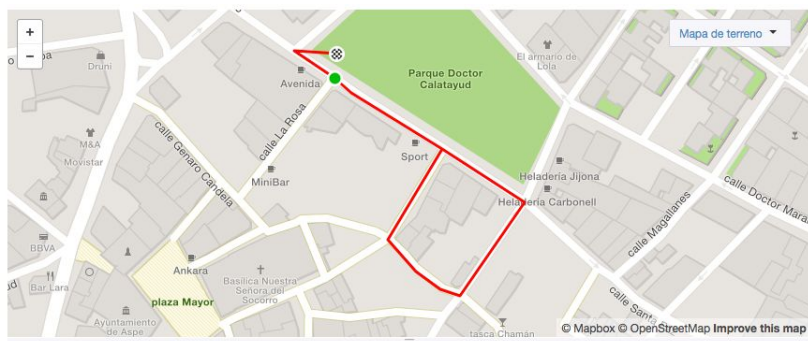 +
−
Mapa de terreno
Druni
Avenida
Parque Doctor
Calatayud
El armario de
Lola
M&A
Movistar
calle Genaro Candela
calle La Rosa
MiniBar
Sport
Heladería Jijona
Heladería Carbonell
calle Doctor Mara
calle Magallanes
BBVA
Bar Lara
Ankara
Basílica Nuestra
Señora del
Socorro
plaza Mayor
Ayuntamiento
de Aspe
calle Santa
tasca Chamán
© Mapbox © OpenStreetMap Improve this map